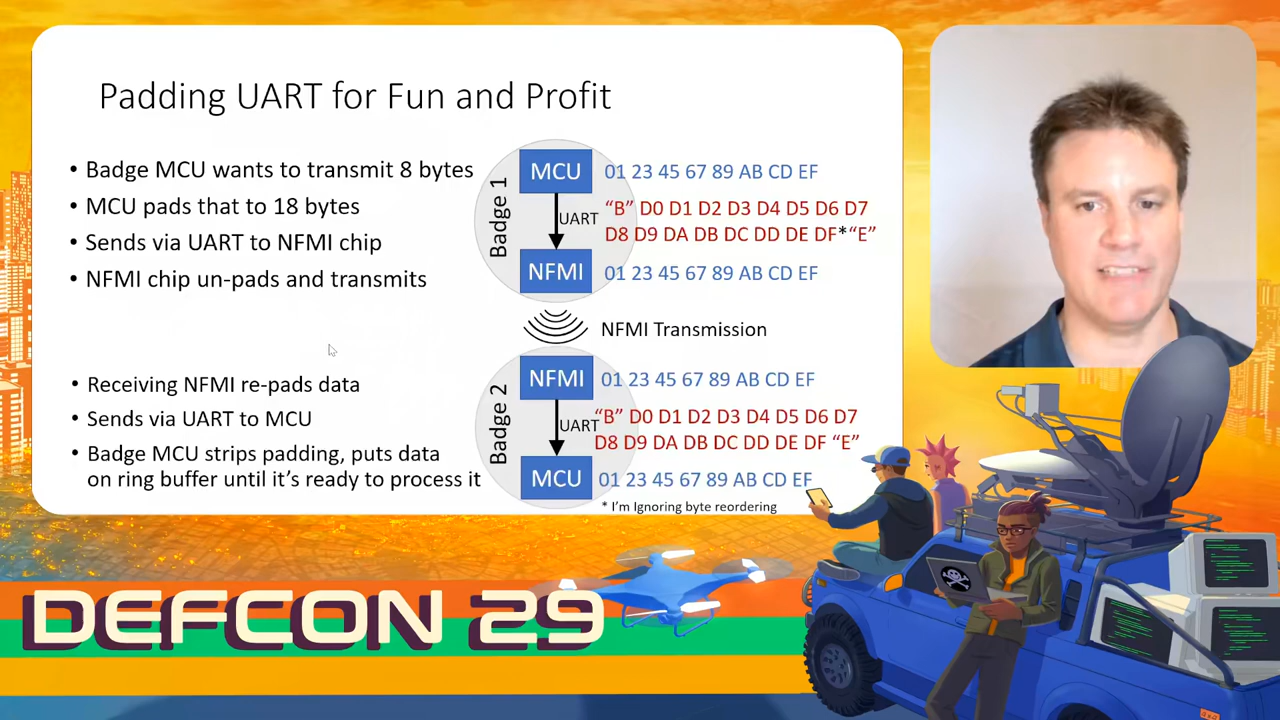 Padding UART for Fun and Profit
• Badge MCU wants to transmit 8 bytes
• MCU pads that to 18 bytes
• Sends via UART to NFMI chip
• NFMI chip un-pads and transmits
• Receiving NFMI re-pads data
• Sends via UART to MCU
• Badge MCU strips padding, puts data
on ring buffer until it's ready to process it
Badge 1
MCU
01 23 45 67 89 AB CD EF
UART
“B” D0 D1 D2 D3 D4 D5 D6 D7
D8 D9 DA DB DC DD DE DF*“E”
NFMI
01 23 45 67 89 AB CD EF
NFMI Transmission
Badge 2
NFMI
01 23 45 67 89 AB CD EF
UART
“B” D0 D1 D2 D3 D4 D5 D6 D7
D8 D9 DA DB DC DD DE DF “E”
MCU
01 23 45 67 89 AB CD EF
* I'm Ignoring byte reordering
DEFCON 29